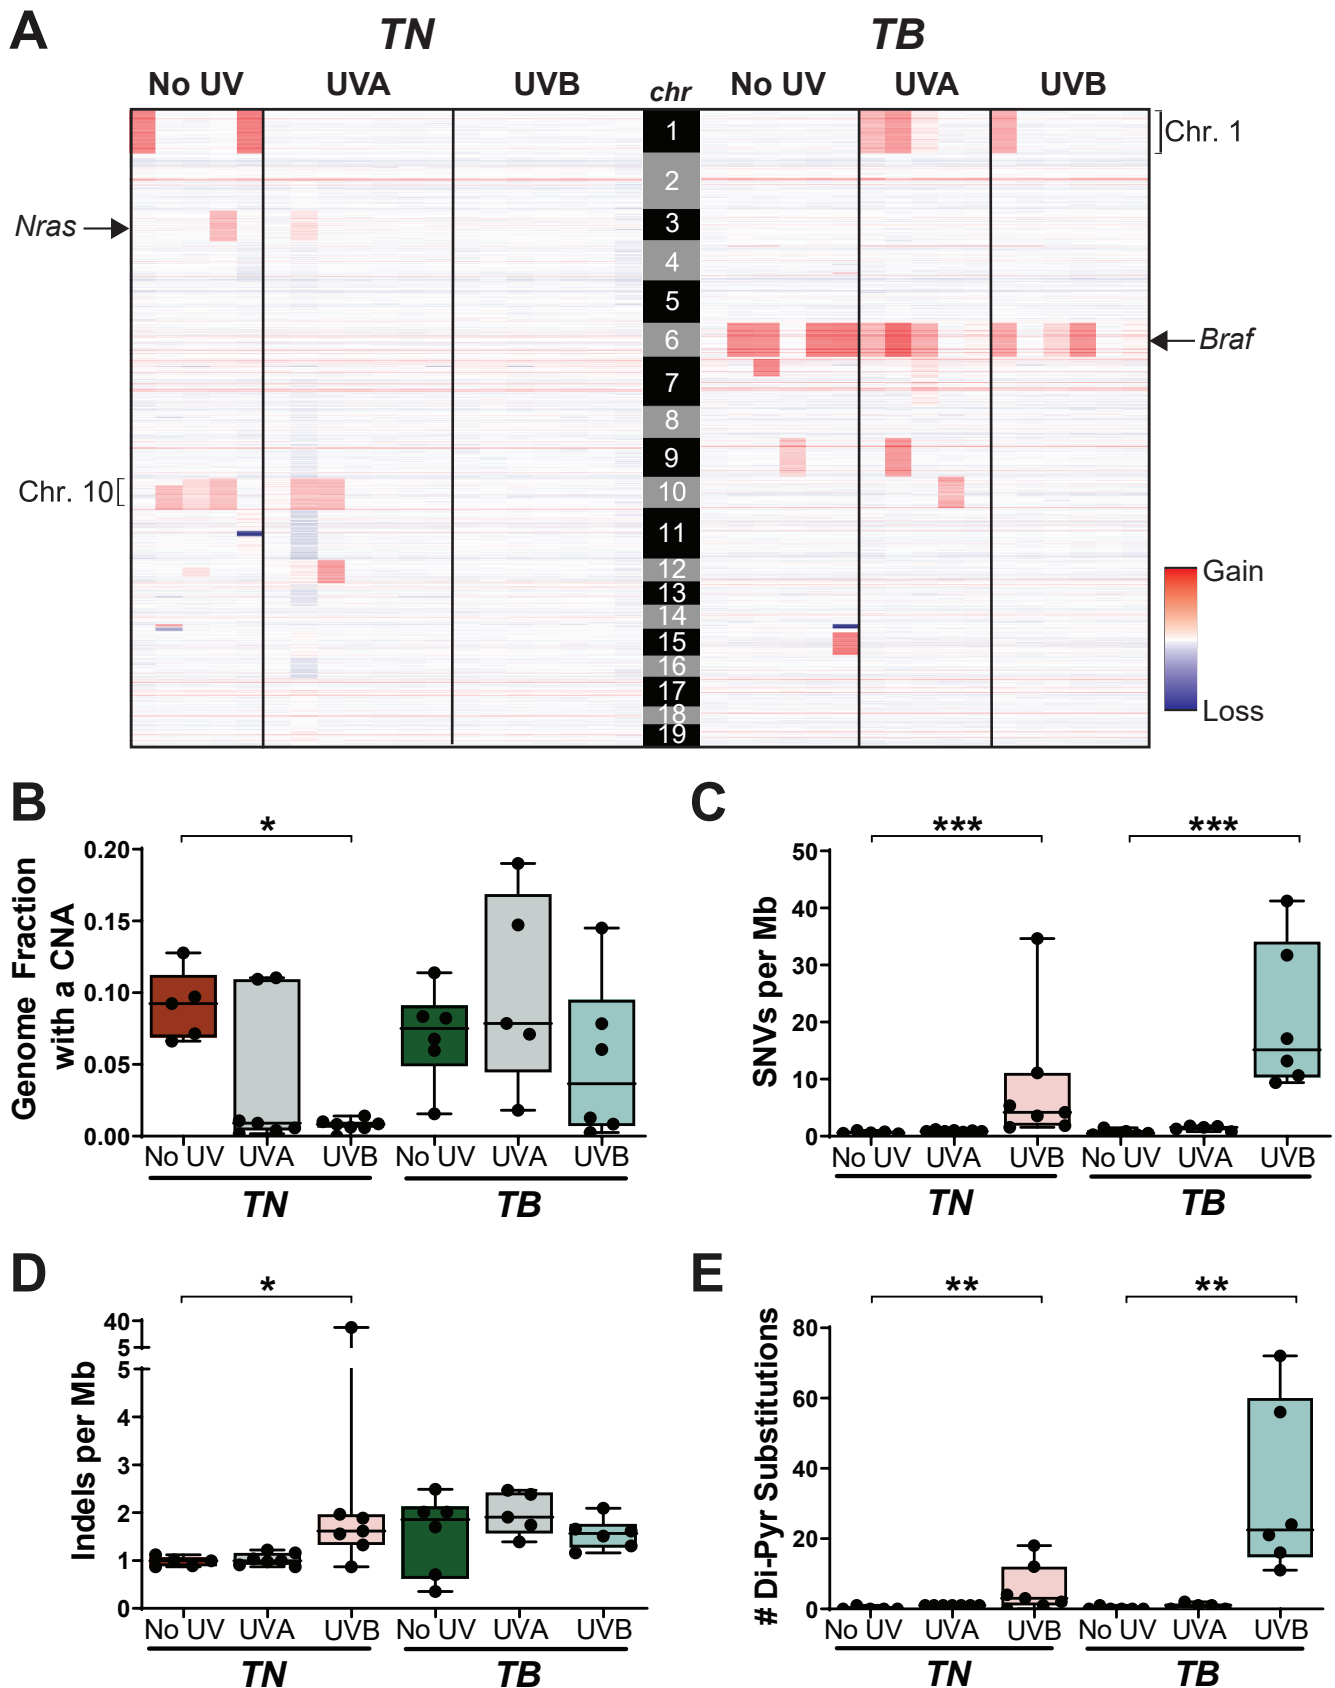 A
TN
TB
No UV
UVA
UVB
chr
No UV
UVA
UVB
1
2
3
4
5
6
7
8
9
10
11
12
13
14
15
16
17
18
19
Chr. 1
Nras
Braf
Chr. 10
Gain
Loss
B
*
Genome Fraction
with a CNA
0.20
0.15
0.10
0.05
0.00
No UV
UVA
UVB
No UV
UVA
UVB
TN
TB
C
***
***
SNVs per Mb
50
40
30
20
10
0
No UV
UVA
UVB
No UV
UVA
UVB
TN
TB
D
*
Indels per Mb
40
5
5
4
3
2
1
0
No UV
UVA
UVB
No UV
UVA
UVB
TN
TB
E
**
**
# Di-Pyr Substitutions
80
60
40
20
0
No UV
UVA
UVB
No UV
UVA
UVB
TN
TB